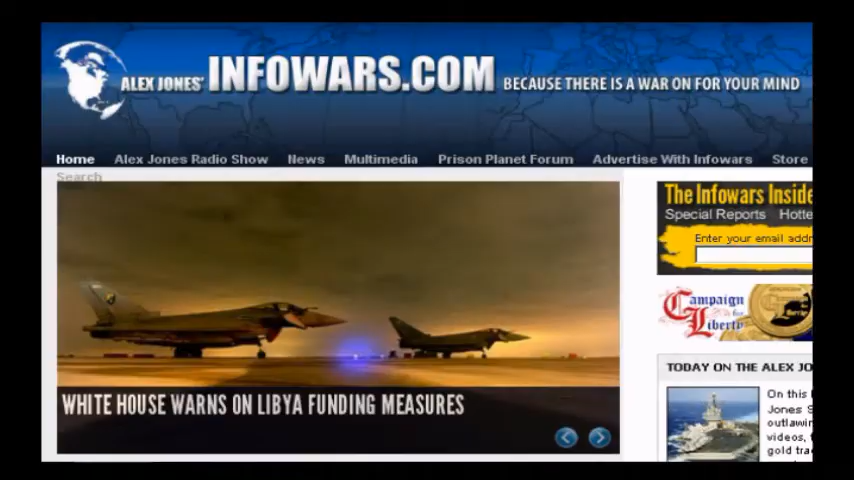 ALEX JONES' INFOWARS.COM BECAUSE THERE IS A WAR ON FOR YOUR MIND
Home Alex Jones Radio Show News Multimedia Prison Planet Forum Advertise With Infowars Store
Search
The Infowars Inside
Special Reports Hotte
Enter your email addr
Campaign
for
Liberty
WHITE HOUSE WARNS ON LIBYA FUNDING MEASURES
TODAY ON THE ALEX JO
On this
Jones S
outlawin
videos, f
gold tra